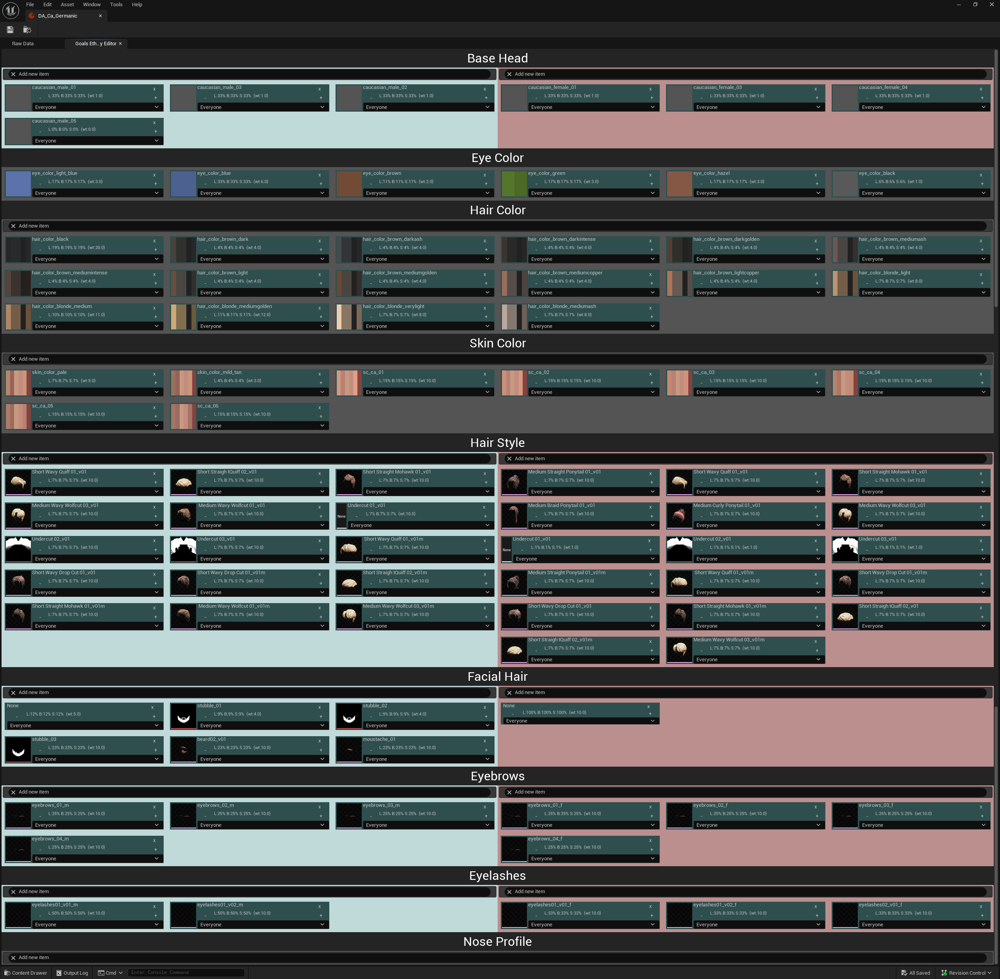 File Edit Asset Window Tools Help
DA_Ca_Germanic
Raw Data Goals Eth...y Editor
Base Head
Add new item Add new item
caucasian_male_01 caucasian_male_03 caucasian_male_02 caucasian_female_01 caucasian_female_03 caucasian_female_04
L:33% B:33% S:33% (wt:1.0) L:33% B:33% S:33% (wt:1.0) L:33% B:33% S:33% (wt:1.0) L:33% B:33% S:33% (wt:1.0) L:33% B:33% S:33% (wt:1.0) L:33% B:33% S:33% (wt:1.0)
Everyone Everyone Everyone Everyone Everyone Everyone
caucasian_male_05
L:0% B:0% S:0% (wt:0.0)
Everyone
Eye Color
eye_color_light_blue eye_color_blue eye_color_brown eye_color_green eye_color_hazel eye_color_black
L:17% B:17% S:17% (wt:3.0) L:33% B:33% S:33% (wt:6.0) L:11% B:11% S:11% (wt:2.0) L:17% B:17% S:17% (wt:3.0) L:17% B:17% S:17% (wt:3.0) L:6% B:6% S:6% (wt:1.0)
Everyone Everyone Everyone Everyone Everyone Everyone
Hair Color
Add new item
hair_color_black hair_color_brown_dark hair_color_brown_darkash hair_color_brown_darkintense hair_color_brown_darkgolden hair_color_brown_mediumash
L:19% B:19% S:19% (wt:20.0) L:4% B:4% S:4% (wt:4.0) L:4% B:4% S:4% (wt:4.0) L:4% B:4% S:4% (wt:4.0) L:4% B:4% S:4% (wt:4.0) L:4% B:4% S:4% (wt:4.0)
Everyone Everyone Everyone Everyone Everyone Everyone
hair_color_brown_mediumintense hair_color_brown_light hair_color_brown_mediumgolden hair_color_brown_mediumcopper hair_color_brown_lightcopper hair_color_blonde_light
L:4% B:4% S:4% (wt:4.0) L:4% B:4% S:4% (wt:4.0) L:4% B:4% S:4% (wt:4.0) L:4% B:4% S:4% (wt:4.0) L:4% B:4% S:4% (wt:4.0) L:7% B:7% S:7% (wt:8.0)
Everyone Everyone Everyone Everyone Everyone Everyone
hair_color_blonde_medium hair_color_blonde_mediumgolden hair_color_blonde_verylight hair_color_blonde_mediumash
L:10% B:10% S:10% (wt:11.0) L:11% B:11% S:11% (wt:12.0) L:7% B:7% S:7% (wt:8.0) L:7% B:7% S:7% (wt:8.0)
Everyone Everyone Everyone Everyone
Skin Color
Add new item
skin_color_pale skin_color_mild_tan sc_ca_01 sc_ca_02 sc_ca_03 sc_ca_04
L:7% B:7% S:7% (wt:5.0) L:4% B:4% S:4% (wt:3.0) L:15% B:15% S:15% (wt:10.0) L:15% B:15% S:15% (wt:10.0) L:15% B:15% S:15% (wt:10.0) L:15% B:15% S:15% (wt:10.0)
Everyone Everyone Everyone Everyone Everyone Everyone
sc_ca_05 sc_ca_06
L:15% B:15% S:15% (wt:10.0) L:15% B:15% S:15% (wt:10.0)
Everyone Everyone
Hair Style
Add new item Add new item
Short Wavy Quiff 01_v01 Short Straigh tQuiff 02_v01 Short Straight Mohawk 01_v01 Medium Straight Ponytail 01_v01 Short Wavy Quiff 01_v01 Short Straight Mohawk 01_v01
L:7% B:7% S:7% (wt:10.0) L:7% B:7% S:7% (wt:10.0) L:7% B:7% S:7% (wt:10.0) L:7% B:7% S:7% (wt:10.0) L:7% B:7% S:7% (wt:10.0) L:7% B:7% S:7% (wt:10.0)
Everyone Everyone Everyone Everyone Everyone Everyone
Medium Wavy Wolfcut 03_v01 Medium Wavy Wolfcut 01_v01 Undercut 01_v01 Medium Braid Ponytail 01_v01 Medium Curly Ponytail 01_v01 Medium Wavy Wolfcut 03_v01
L:7% B:7% S:7% (wt:10.0) L:7% B:7% S:7% (wt:10.0) None L:7% B:7% S:7% (wt:10.0) L:7% B:7% S:7% (wt:10.0) L:7% B:7% S:7% (wt:10.0) L:7% B:7% S:7% (wt:10.0)
Everyone Everyone Everyone Everyone Everyone Everyone
Undercut 02_v01 Undercut 03_v01 Short Wavy Quiff 01_v01m Undercut 01_v01 Undercut 02_v01 Undercut 03_v01
L:7% B:7% S:7% (wt:10.0) L:7% B:7% S:7% (wt:10.0) L:7% B:7% S:7% (wt:10.0) None L:1% B:1% S:1% (wt:1.0) L:1% B:1% S:1% (wt:1.0) L:1% B:1% S:1% (wt:1.0)
Everyone Everyone Everyone Everyone Everyone Everyone
Short Wavy Drop Cut 01_v01 Short Wavy Drop Cut 01_v01m Short Straigh tQuiff 02_v01m Medium Straight Ponytail 01_v01m Short Wavy Quiff 01_v01m Short Wavy Drop Cut 01_v01m
L:7% B:7% S:7% (wt:10.0) L:7% B:7% S:7% (wt:10.0) L:7% B:7% S:7% (wt:10.0) L:7% B:7% S:7% (wt:10.0) L:7% B:7% S:7% (wt:10.0) L:7% B:7% S:7% (wt:10.0)
Everyone Everyone Everyone Everyone Everyone Everyone
Short Straight Mohawk 01_v01m Medium Wavy Wolfcut 01_v01m Medium Wavy Wolfcut 03_v01m Short Wavy Drop Cut 01_v01 Short Straight Mohawk 01_v01m Short Straigh tQuiff 02_v01
L:7% B:7% S:7% (wt:10.0) L:7% B:7% S:7% (wt:10.0) L:7% B:7% S:7% (wt:10.0) L:7% B:7% S:7% (wt:10.0) L:7% B:7% S:7% (wt:10.0) L:7% B:7% S:7% (wt:10.0)
Everyone Everyone Everyone Everyone Everyone Everyone
Short Straigh tQuiff 02_v01m Medium Wavy Wolfcut 03_v01m
L:7% B:7% S:7% (wt:10.0) L:7% B:7% S:7% (wt:10.0)
Everyone Everyone
Facial Hair
Add new item Add new item
None stubble_01 stubble_02 None
L:12% B:12% S:12% (wt:5.0) L:9% B:9% S:9% (wt:4.0) L:9% B:9% S:9% (wt:4.0) L:100% B:100% S:100% (wt:10.0)
Everyone Everyone Everyone Everyone
stubble_03 beard02_v01 moustache_01
L:23% B:23% S:23% (wt:10.0) L:23% B:23% S:23% (wt:10.0) L:23% B:23% S:23% (wt:10.0)
Everyone Everyone Everyone
Eyebrows
Add new item Add new item
eyebrows_01_m eyebrows_02_m eyebrows_03_m eyebrows_01_f eyebrows_02_f eyebrows_03_f
L:25% B:25% S:25% (wt:10.0) L:25% B:25% S:25% (wt:10.0) L:25% B:25% S:25% (wt:10.0) L:25% B:25% S:25% (wt:10.0) L:25% B:25% S:25% (wt:10.0) L:25% B:25% S:25% (wt:10.0)
Everyone Everyone Everyone Everyone Everyone Everyone
eyebrows_04_m eyebrows_04_f
L:25% B:25% S:25% (wt:10.0) L:25% B:25% S:25% (wt:10.0)
Everyone Everyone
Eyelashes
Add new item Add new item
eyelashes01_v01_m eyelashes01_v02_m eyelashes01_v01_f eyelashes01_v02_f eyelashes02_v01_f
L:50% B:50% S:50% (wt:10.0) L:50% B:50% S:50% (wt:10.0) L:33% B:33% S:33% (wt:10.0) L:33% B:33% S:33% (wt:10.0) L:33% B:33% S:33% (wt:10.0)
Everyone Everyone Everyone Everyone Everyone
Nose Profile
Add new item
Content Drawer Output Log Cmd Enter Console Command All Saved Revision Control